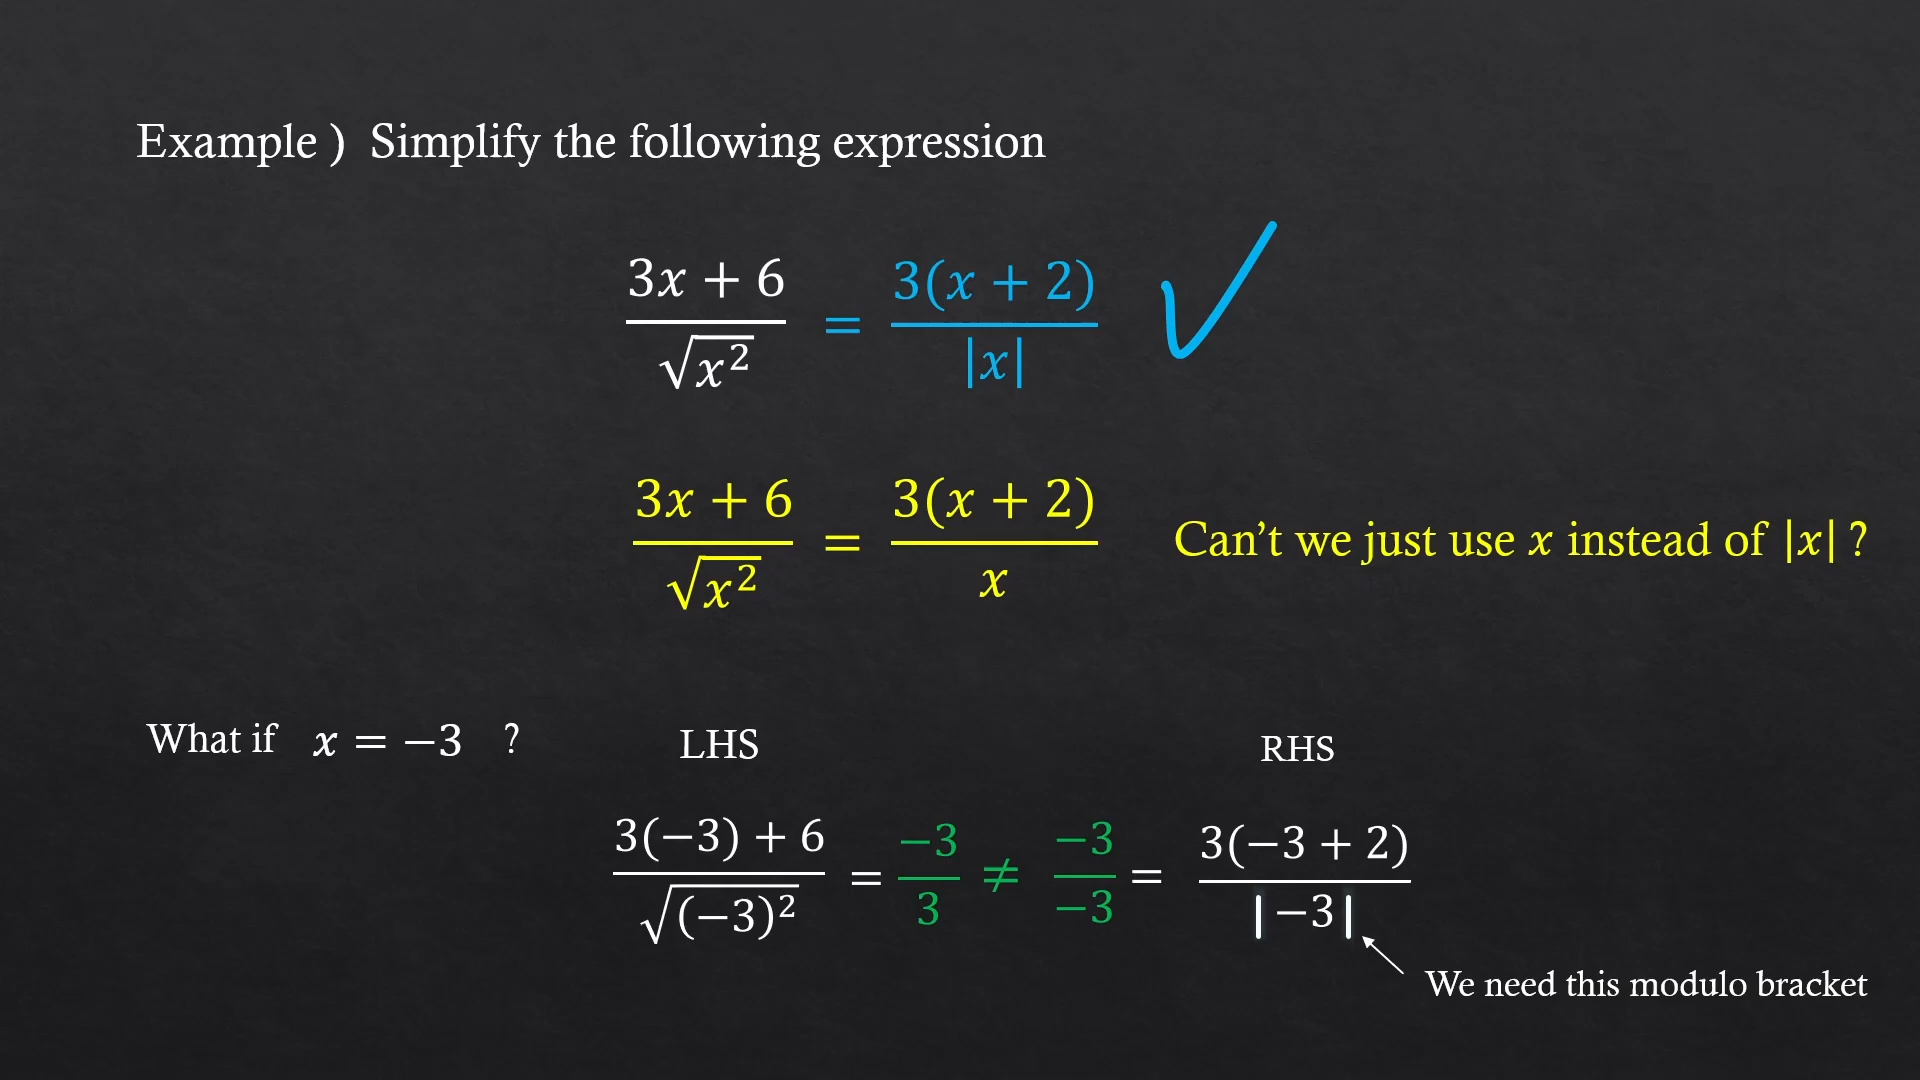 Example )  Simplify the following expression
3x + 6 / √x² = 3(x + 2) / |x|
3x + 6 / √x² = 3(x + 2) / x  Can’t we just use x instead of |x| ?
What if x = −3 ?  LHS  RHS
3(−3) + 6 / √(−3)² = −3 / 3 ≠ −3 / −3 = 3(−3 + 2) / |−3|
We need this modulo bracket